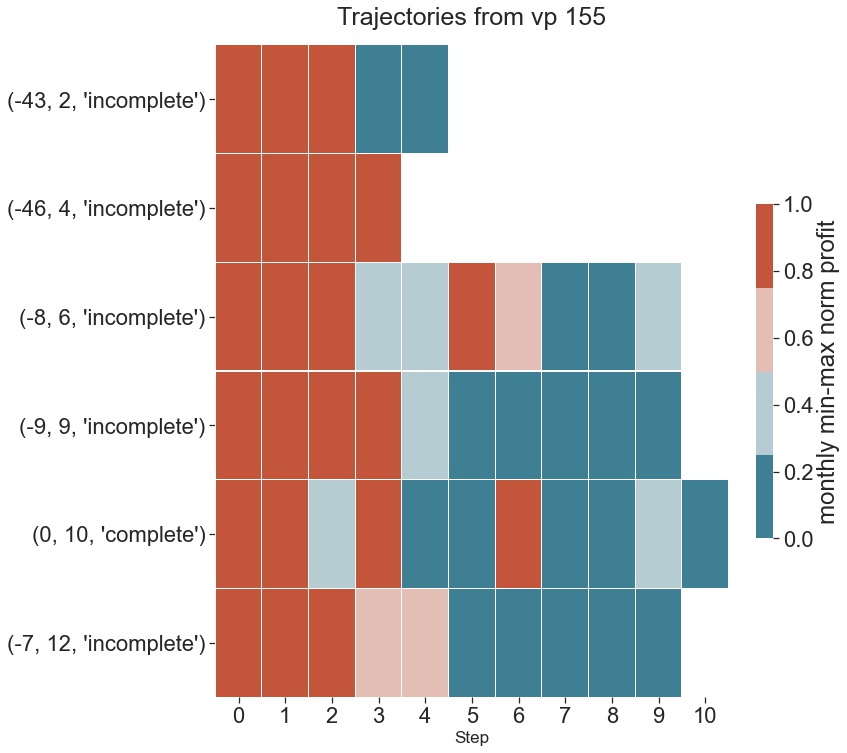 Trajectories from vp 155
(-43, 2, 'incomplete')
(-46, 4, 'incomplete')
(-8, 6, 'incomplete')
(-9, 9, 'incomplete')
(0, 10, 'complete')
(-7, 12, 'incomplete')
0 1 2 3 4 5 6 7 8 9 10
Step
1.0
0.8
0.6
0.4
0.2
0.0
monthly min-max norm profit